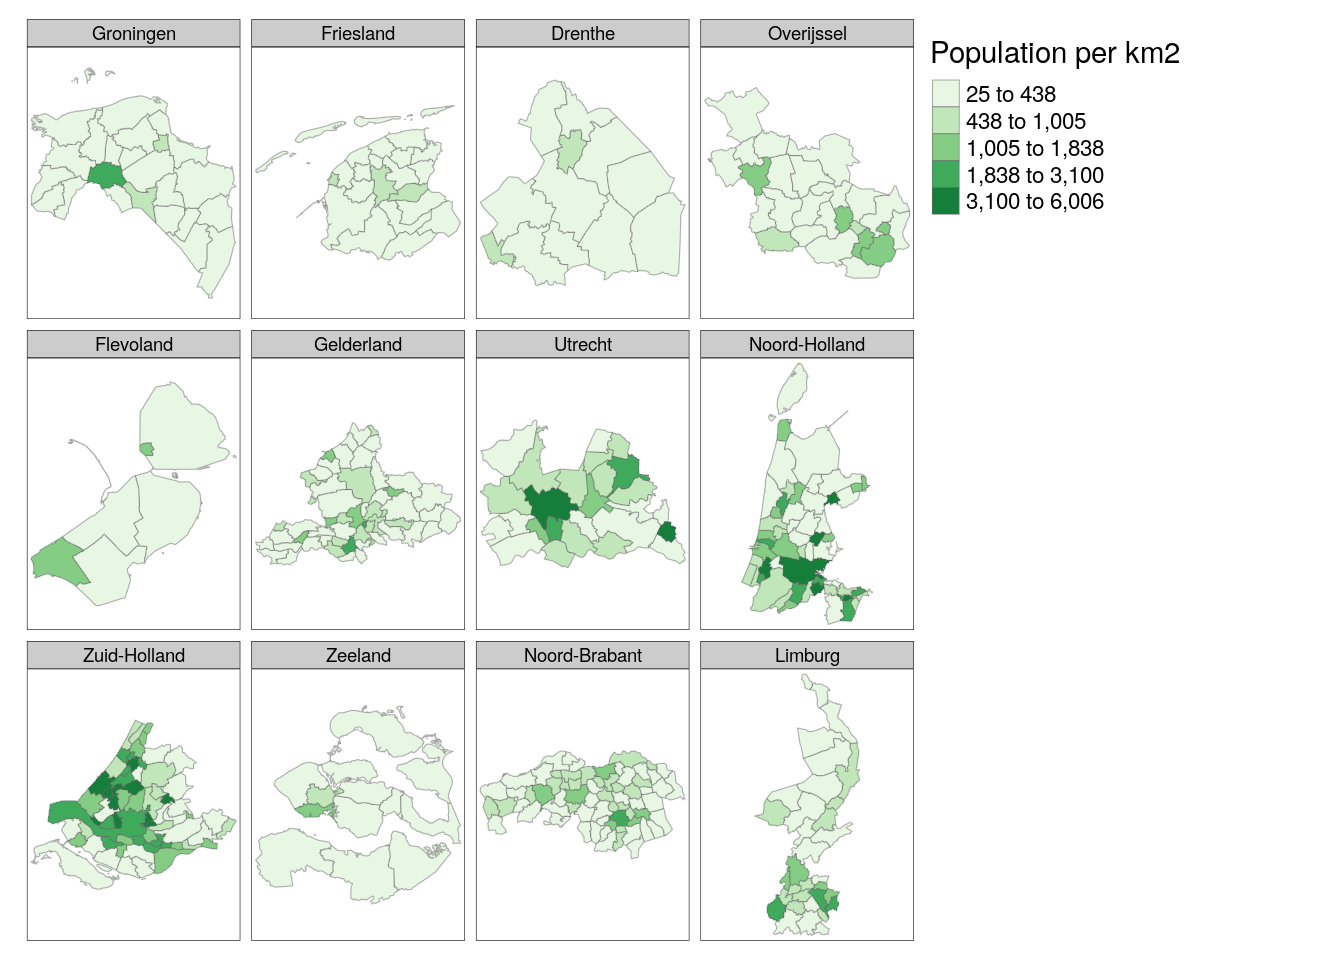 Groningen
Friesland
Drenthe
Overijssel
Population per km2
25 to 438
438 to 1,005
1,005 to 1,838
1,838 to 3,100
3,100 to 6,006
Flevoland
Gelderland
Utrecht
Noord-Holland
Zuid-Holland
Zeeland
Noord-Brabant
Limburg